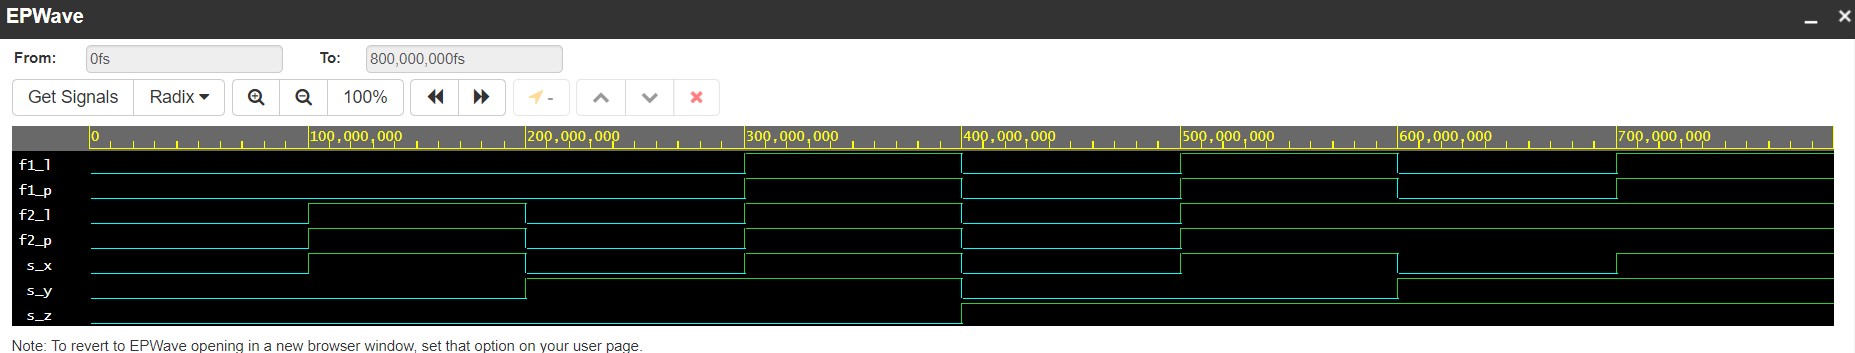 EPWave
From: 0fs To: 800,000,000fs
Get Signals Radix 100% -
0 100,000,000 200,000,000 300,000,000 400,000,000 500,000,000 600,000,000 700,000,000
f1_l
f1_p
f2_l
f2_p
s_x
s_y
s_z
Note: To revert to EPWave opening in a new browser window, set that option on your user page.